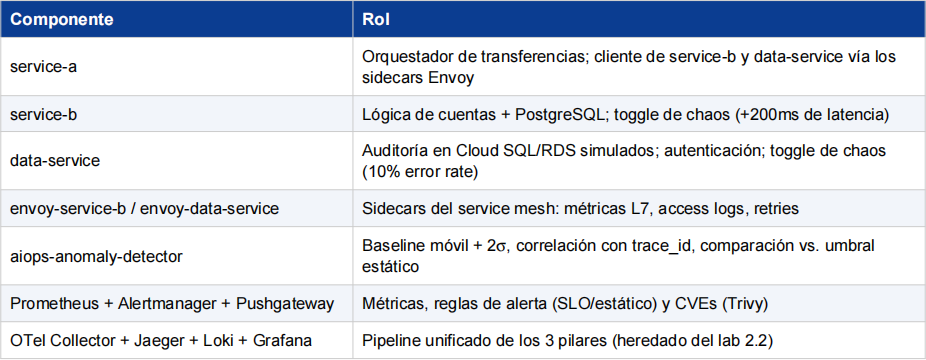 Componente
Rol
service-a
Orquestador de transferencias; cliente de service-b y data-service vía los
sidecars Envoy
service-b
Lógica de cuentas + PostgreSQL; toggle de chaos (+200ms de latencia)
data-service
Auditoría en Cloud SQL/RDS simulados; autenticación; toggle de chaos
(10% error rate)
envoy-service-b / envoy-data-service
Sidecars del service mesh: métricas L7, access logs, retries
aiops-anomaly-detector
Baseline móvil + 2σ, correlación con trace_id, comparación vs. umbral
estático
Prometheus + Alertmanager + Pushgateway
Métricas, reglas de alerta (SLO/estático) y CVEs (Trivy)
OTel Collector + Jaeger + Loki + Grafana
Pipeline unificado de los 3 pilares (heredado del lab 2.2)